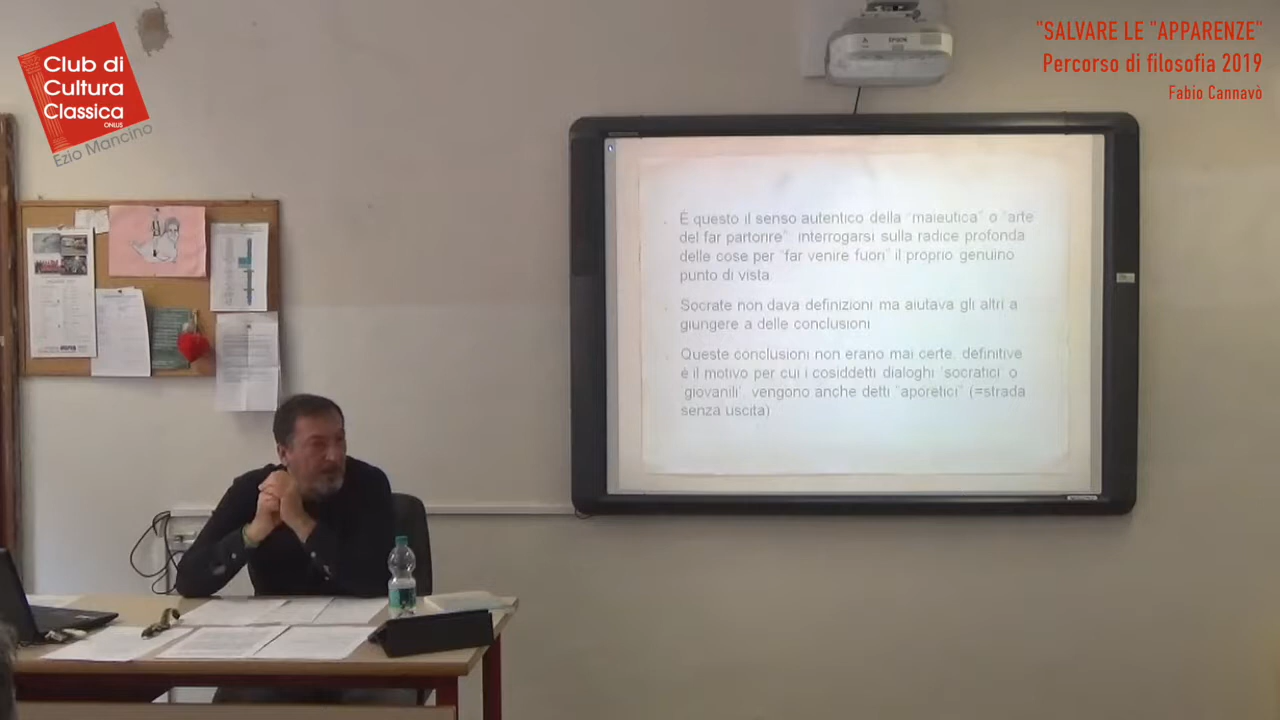 Club di
Cultura
Classica
ONLUS
Ezio Mancino
"SALVARE LE "APPARENZE"
Percorso di filosofia 2019
Fabio Cannavò
EPSON
È questo il senso autentico della "maieutica" o "arte
del far partorire": interrogarsi sulla radice profonda
delle cose per "far venire fuori" il proprio genuino
punto di vista.
Socrate non dava definizioni ma aiutava gli altri a
giungere a delle conclusioni
Queste conclusioni non erano mai certe, definitive
è il motivo per cui i cosiddetti dialoghi "socratici" o
"giovanili", vengono anche detti "aporetici" (=strada
senza uscita)